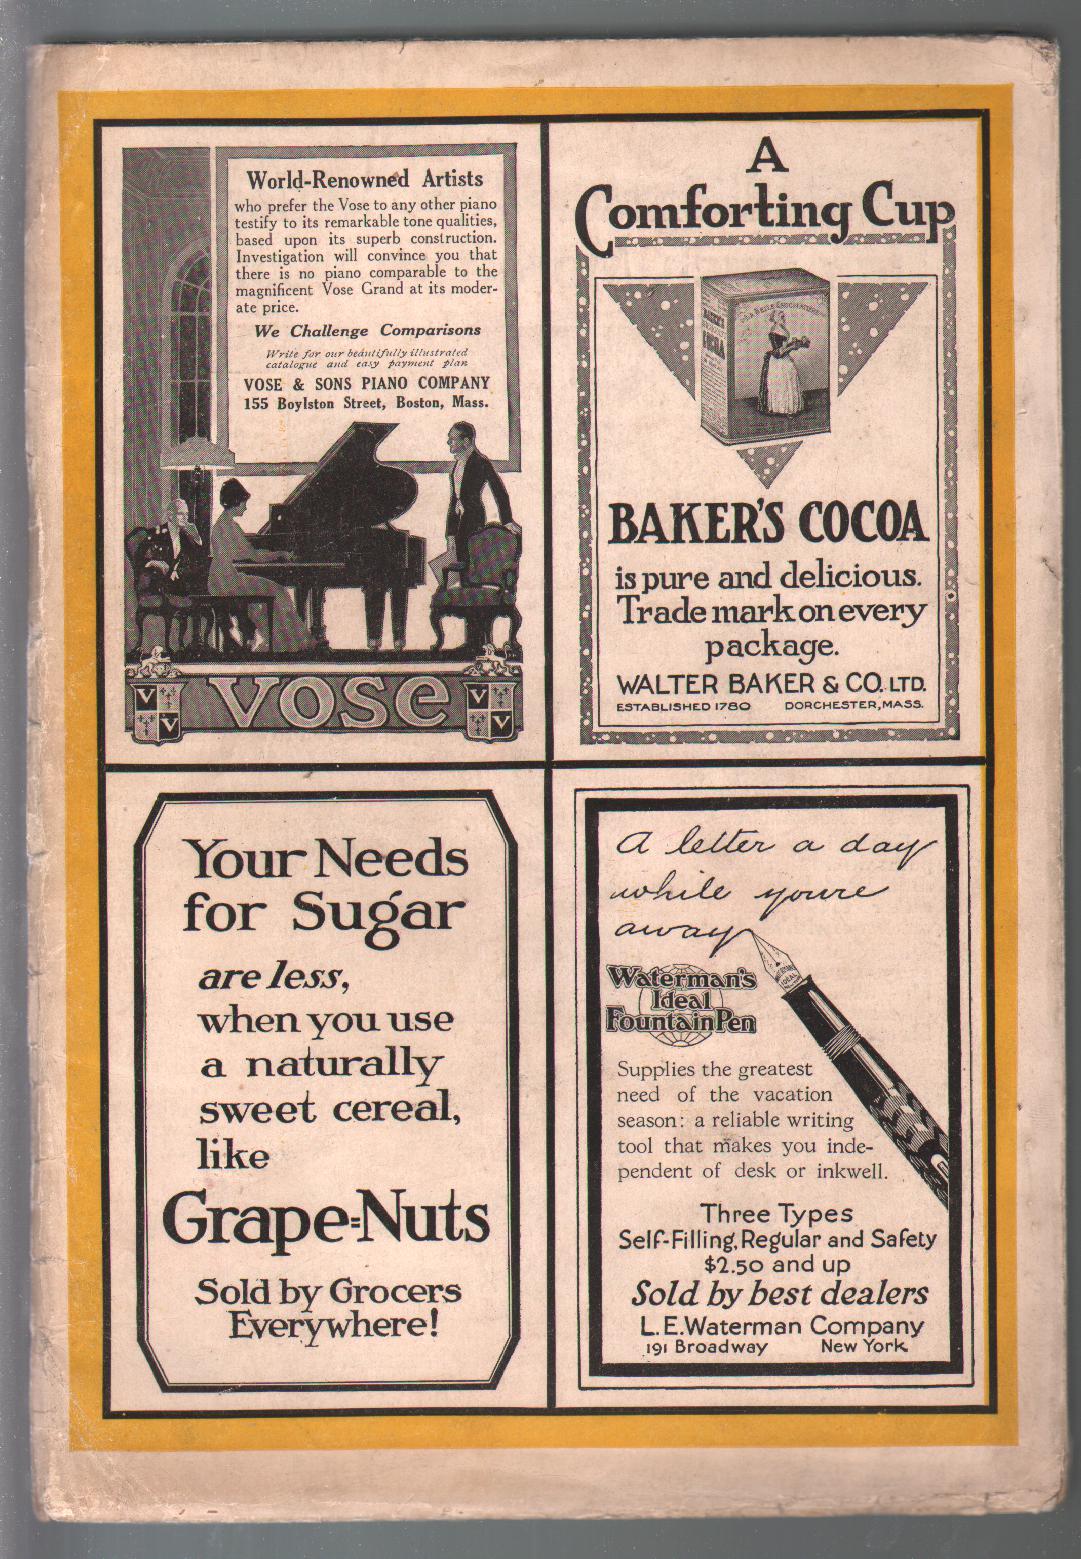 World-Renowned Artists
who prefer the Vose to any other piano
testify to its remarkable tone qualities,
based upon its superb construction.
Investigation will convince you that
there is no piano comparable to the
magnificent Vose Grand at its moder-
ate price.
We Challenge Comparisons
Write for our beautifully illustrated
catalogue and easy payment plan
VOSE & SONS PIANO COMPANY
155 Boylston Street, Boston, Mass.
V
V
VOSE
V
V
A
Comforting Cup
BAKER'S
COCOA
BAKER'S COCOA
is pure and delicious.
Trade mark on every
package.
WALTER BAKER & CO. LTD.
ESTABLISHED 1780 DORCHESTER, MASS.
Your Needs
for Sugar
are less,
when you use
a naturally
sweet cereal,
like
Grape=Nuts
Sold by Grocers
Everywhere!
A letter a day
while youre
away
Waterman's
Ideal
Fountain Pen
Supplies the greatest
need of the vacation
season: a reliable writing
tool that makes you inde-
pendent of desk or inkwell.
Three Types
Self-Filling, Regular and Safety
$2.50 and up
Sold by best dealers
L. E. Waterman Company
191 Broadway New York